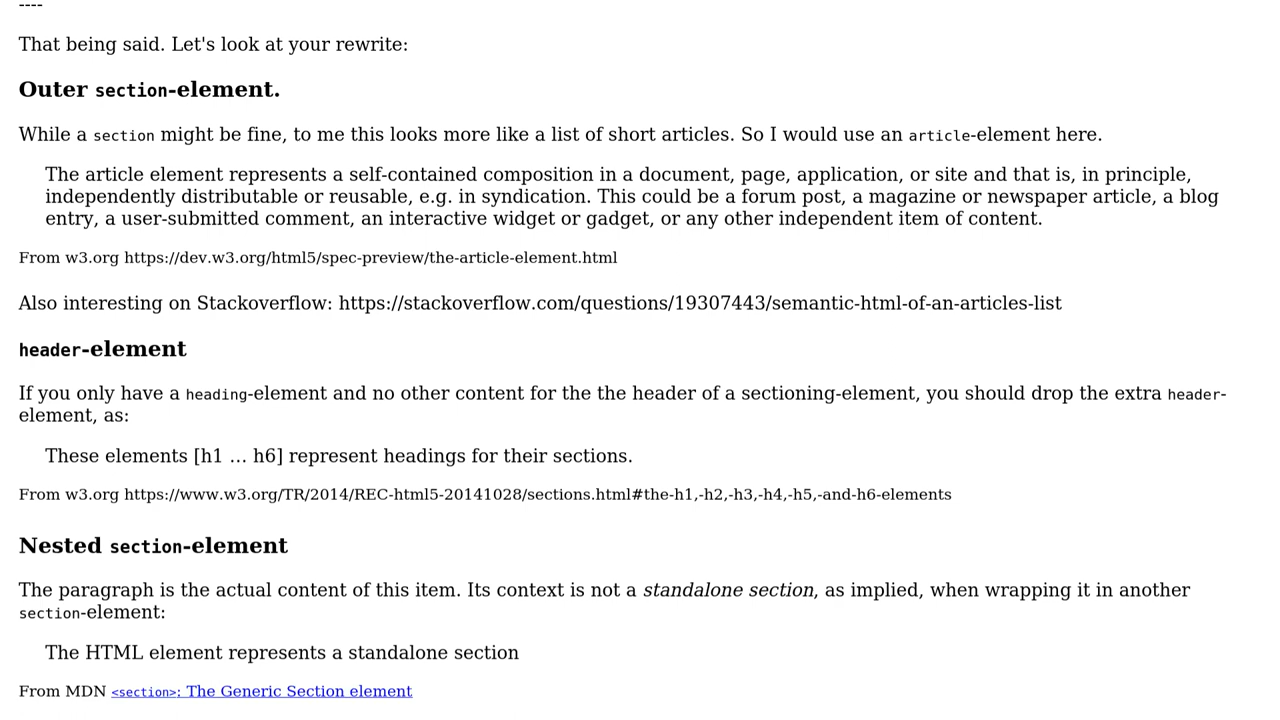 ----
That being said. Let's look at your rewrite:
Outer section-element.
While a section might be fine, to me this looks more like a list of short articles. So I would use an article-element here.
The article element represents a self-contained composition in a document, page, application, or site and that is, in principle,
independently distributable or reusable, e.g. in syndication. This could be a forum post, a magazine or newspaper article, a blog
entry, a user-submitted comment, an interactive widget or gadget, or any other independent item of content.
From w3.org https://dev.w3.org/html5/spec-preview/the-article-element.html
Also interesting on Stackoverflow: https://stackoverflow.com/questions/19307443/semantic-html-of-an-articles-list
header-element
If you only have a heading-element and no other content for the the header of a sectioning-element, you should drop the extra header-
element, as:
These elements [h1 … h6] represent headings for their sections.
From w3.org https://www.w3.org/TR/2014/REC-html5-20141028/sections.html#the-h1,-h2,-h3,-h4,-h5,-and-h6-elements
Nested section-element
The paragraph is the actual content of this item. Its context is not a standalone section, as implied, when wrapping it in another
section-element:
The HTML element represents a standalone section
From MDN <section>: The Generic Section element